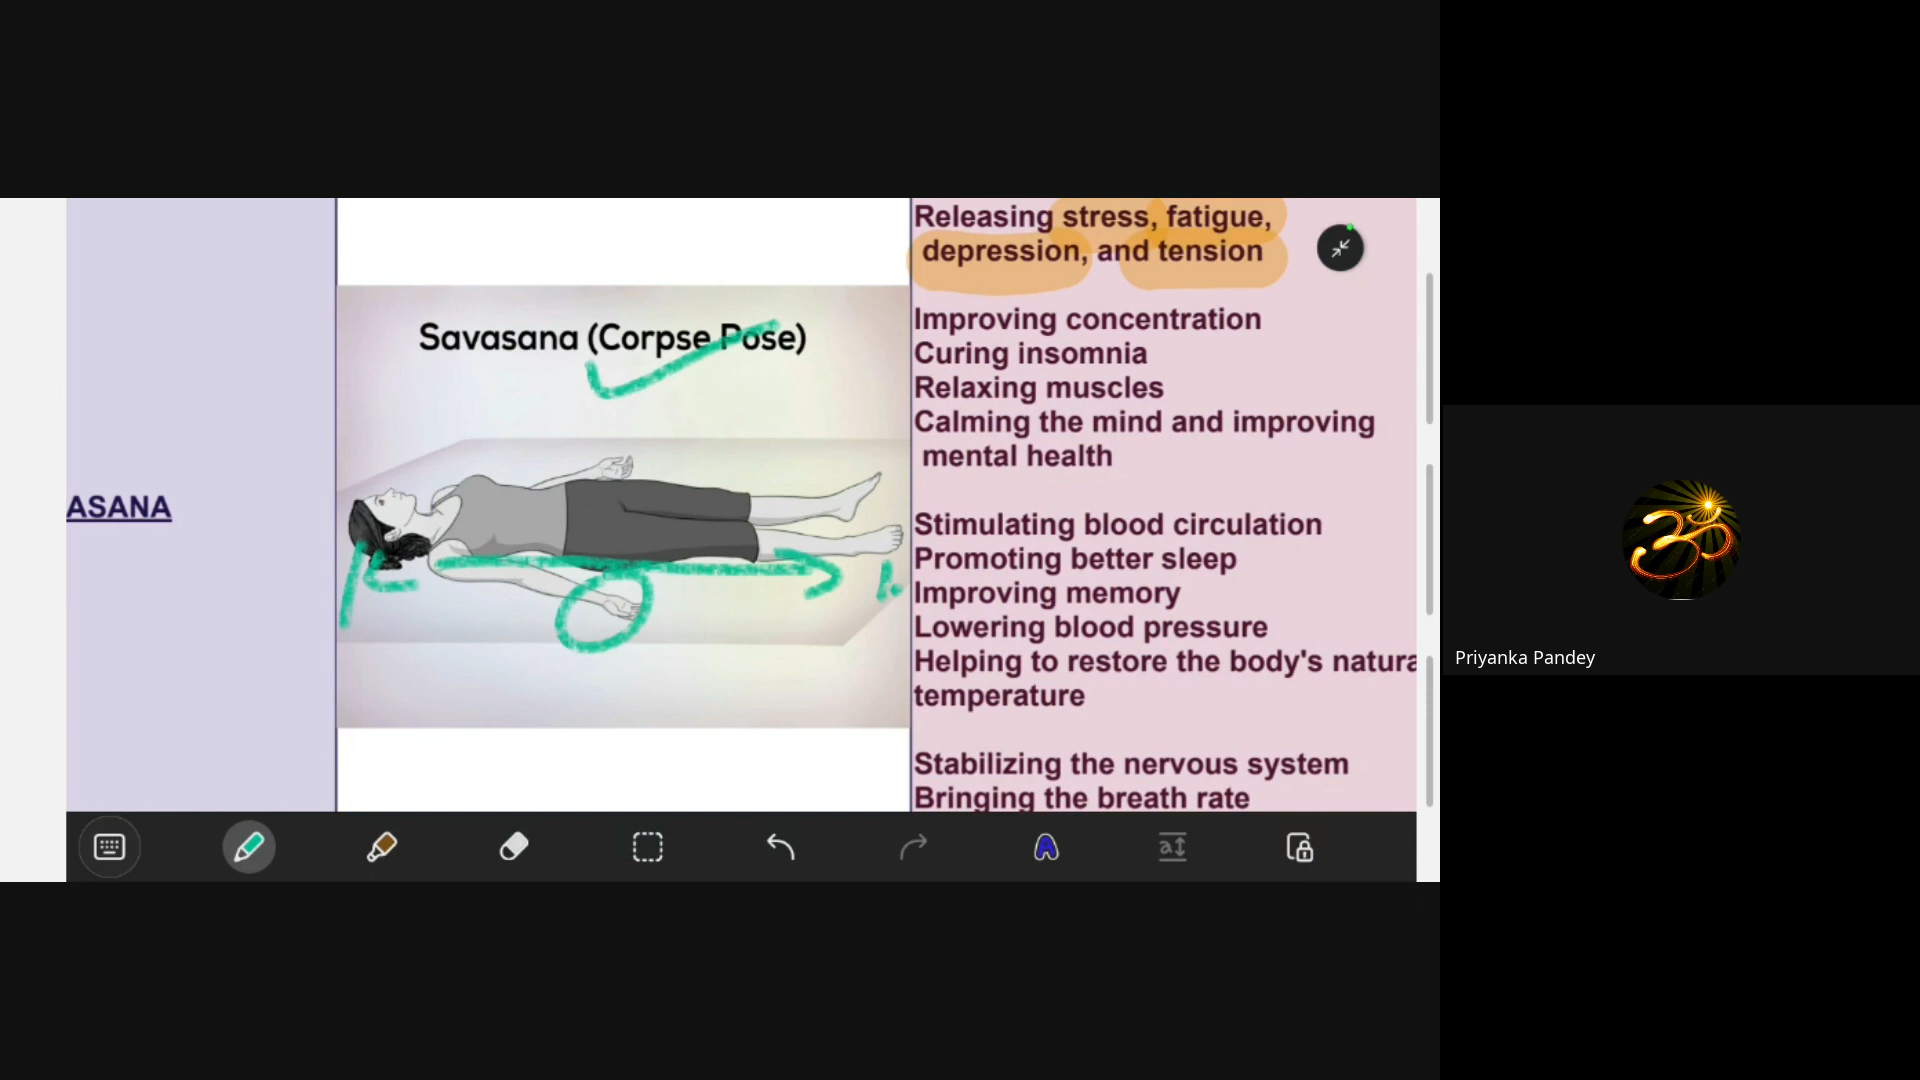 ASANA
Savasana (Corpse Pose)
Releasing stress, fatigue,
depression, and tension
Improving concentration
Curing insomnia
Relaxing muscles
Calming the mind and improving
mental health
Stimulating blood circulation
Promoting better sleep
Improving memory
Lowering blood pressure
Helping to restore the body's natura
temperature
Stabilizing the nervous system
Bringing the breath rate
Priyanka Pandey
ॐ